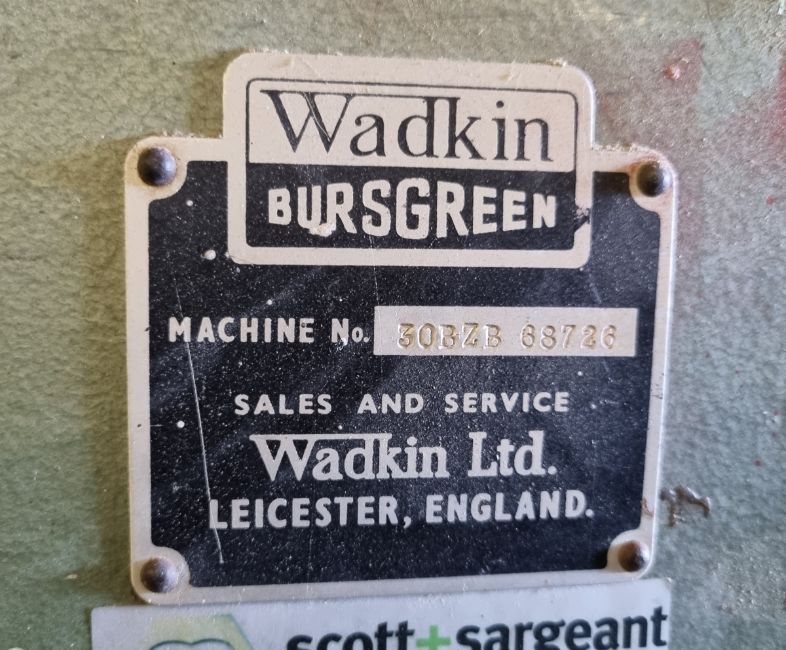 Wadkin
BURSGREEN
MACHINE No. 30BZB 68726
SALES AND SERVICE
Wadkin Ltd.
LEICESTER, ENGLAND.
scott+sargeant